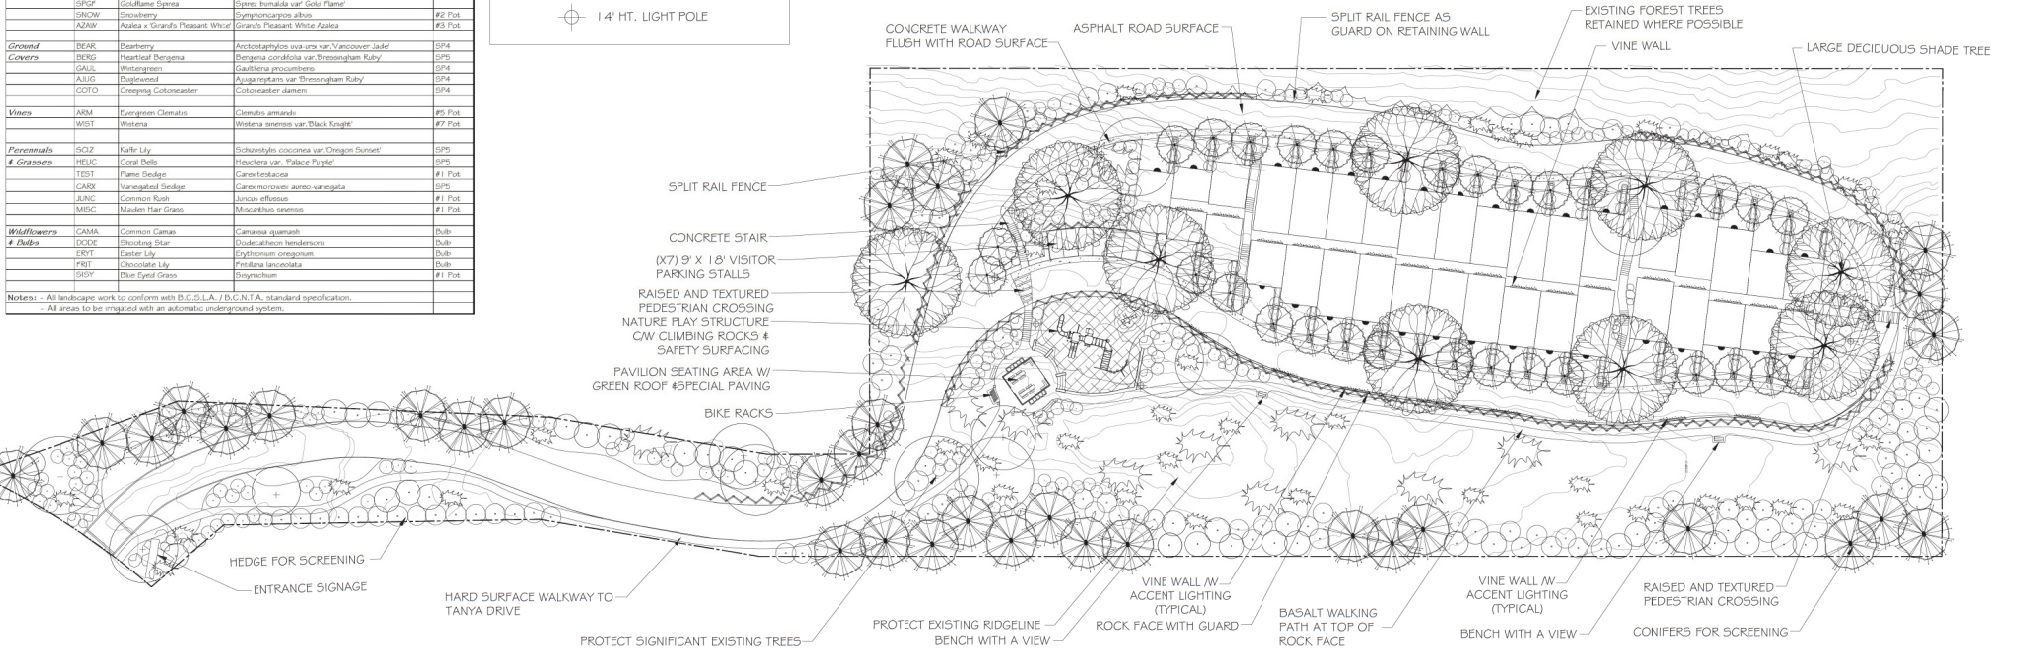 SPGF Goldflame Spirea Spirea bumalda var' Gold Flame'
SNOW Snowberry Symphoricarpos albus #2 Pot
AZAW Azalea x 'Girard's Pleasant White' Girard's Pleasant White Azalea #3 Pot
Ground BEAR Bearberry Arctostaphylos uva-ursi var.'Vancouver Jade' SP4
Covers BERG Heartleaf Bergenia Bergenia cordifolia var.'Bressingham Ruby' SP5
GAUL Wintergreen Gaultheria procumbens SP4
AJUG Bugleweed Ajuga reptans var 'Bressingham Ruby' SP4
COTO Creeping Cotoneaster Cotoneaster dameri SP4
Vines ARM Evergreen Clematis Clematis armandii #5 Pot
WIST Wisteria Wisteria sinensis var.'Black Knight' #7 Pot
Perennials SCIZ Kaffir Lily Schizostylis coccinea var.'Oregon Sunset' SP5
& Grasses HEUC Coral Bells Heuchera var. 'Palace Purple' SP5
TEST Flame Sedge Carex testacea #1 Pot
CARX Variegated Sedge Carex morowii aureo-variegata SP5
JUNC Common Rush Juncus effussus #1 Pot
MISC Maiden Hair Grass Miscanthus sinensis #1 Pot
Wildflowers CAMA Common Camas Camassia quamash Bulb
& Bulbs DODE Shooting Star Dodecatheon hendersoni Bulb
ERYT Easter Lily Erythonium oregonum Bulb
FRIT Chocolate Lily Fritillaria lanceolata Bulb
SISY Blue Eyed Grass Sisyrinchium #1 Pot
Notes: - All landscape work to conform with B.C.S.L.A. / B.C.N.T.A. standard specification.
- All areas to be irrigated with an automatic underground system.
14' HT. LIGHT POLE
CONCRETE WALKWAY
FLUSH WITH ROAD SURFACE
ASPHALT ROAD SURFACE
SPLIT RAIL FENCE AS
GUARD ON RETAINING WALL
EXISTING FOREST TREES
RETAINED WHERE POSSIBLE
VINE WALL
LARGE DECIDUOUS SHADE TREE
SPLIT RAIL FENCE
CONCRETE STAIR
(X7) 9' X 18' VISITOR
PARKING STALLS
RAISED AND TEXTURED
PEDESTRIAN CROSSING
NATURE PLAY STRUCTURE
C/W CLIMBING ROCKS &
SAFETY SURFACING
PAVILION SEATING AREA W/
GREEN ROOF & SPECIAL PAVING
BIKE RACKS
HEDGE FOR SCREENING
ENTRANCE SIGNAGE
HARD SURFACE WALKWAY TO
TANYA DRIVE
PROTECT SIGNIFICANT EXISTING TREES
PROTECT EXISTING RIDGELINE
BENCH WITH A VIEW
VINE WALL /W
ACCENT LIGHTING
(TYPICAL)
ROCK FACE WITH GUARD
BASALT WALKING
PATH AT TOP OF
ROCK FACE
VINE WALL /W
ACCENT LIGHTING
(TYPICAL)
BENCH WITH A VIEW
RAISED AND TEXTURED
PEDESTRIAN CROSSING
CONIFERS FOR SCREENING